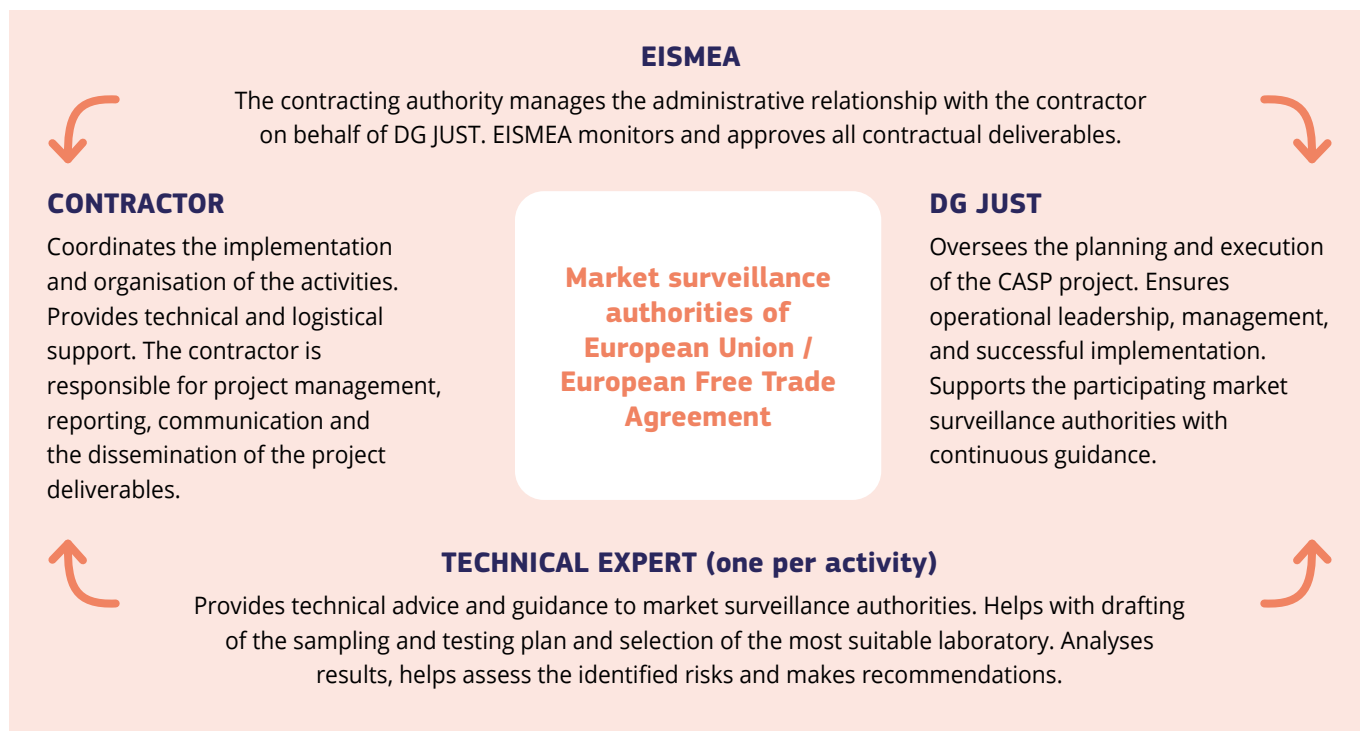 EISMEA
The contracting authority manages the administrative relationship with the contractor
on behalf of DG JUST. EISMEA monitors and approves all contractual deliverables.
CONTRACTOR
Coordinates the implementation
and organisation of the activities.
Provides technical and logistical
support. The contractor is
responsible for project management,
reporting, communication and
the dissemination of the project
deliverables.
Market surveillance
authorities of
European Union /
European Free Trade
Agreement
DG JUST
Oversees the planning and execution
of the CASP project. Ensures
operational leadership, management,
and successful implementation.
Supports the participating market
surveillance authorities with
continuous guidance.
TECHNICAL EXPERT (one per activity)
Provides technical advice and guidance to market surveillance authorities. Helps with drafting
of the sampling and testing plan and selection of the most suitable laboratory. Analyses
results, helps assess the identified risks and makes recommendations.